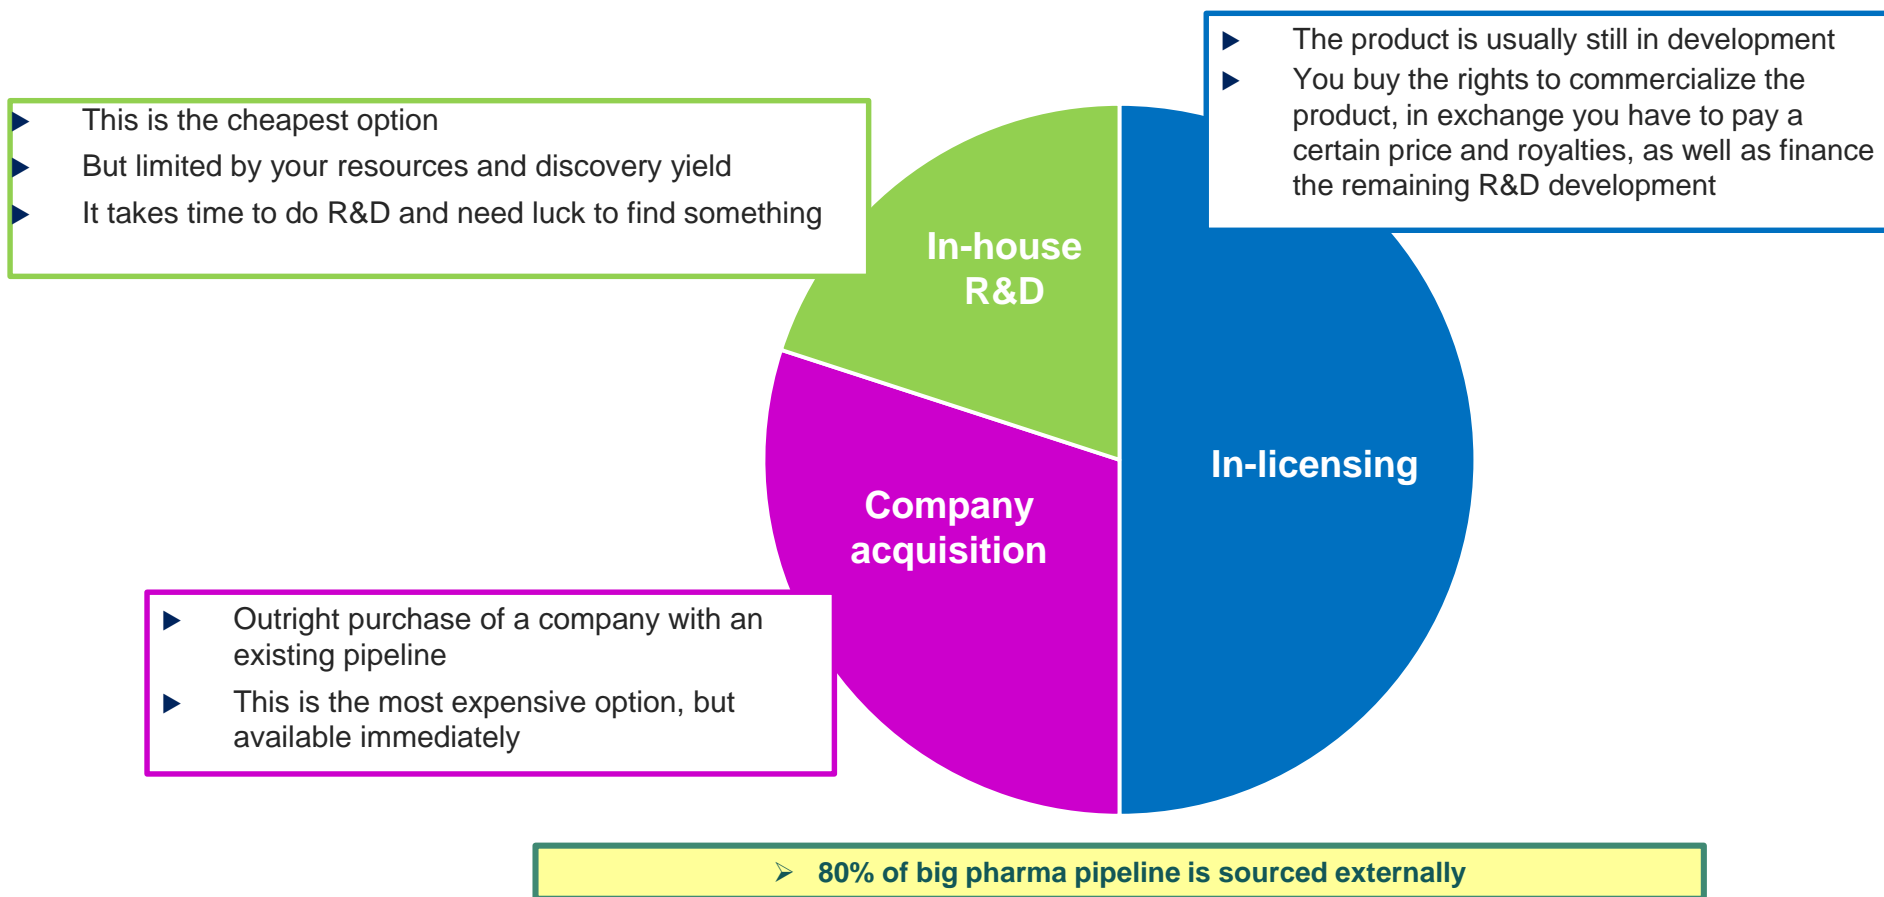 ▶ The product is usually still in development
▶ You buy the rights to commercialize the
product, in exchange you have to pay a
certain price and royalties, as well as finance
the remaining R&D development
▶ This is the cheapest option
▶ But limited by your resources and discovery yield
▶ It takes time to do R&D and need luck to find something
In-house
R&D
In-licensing
Company
acquisition
▶ Outright purchase of a company with an
existing pipeline
▶ This is the most expensive option, but
available immediately
➢ 80% of big pharma pipeline is sourced externally